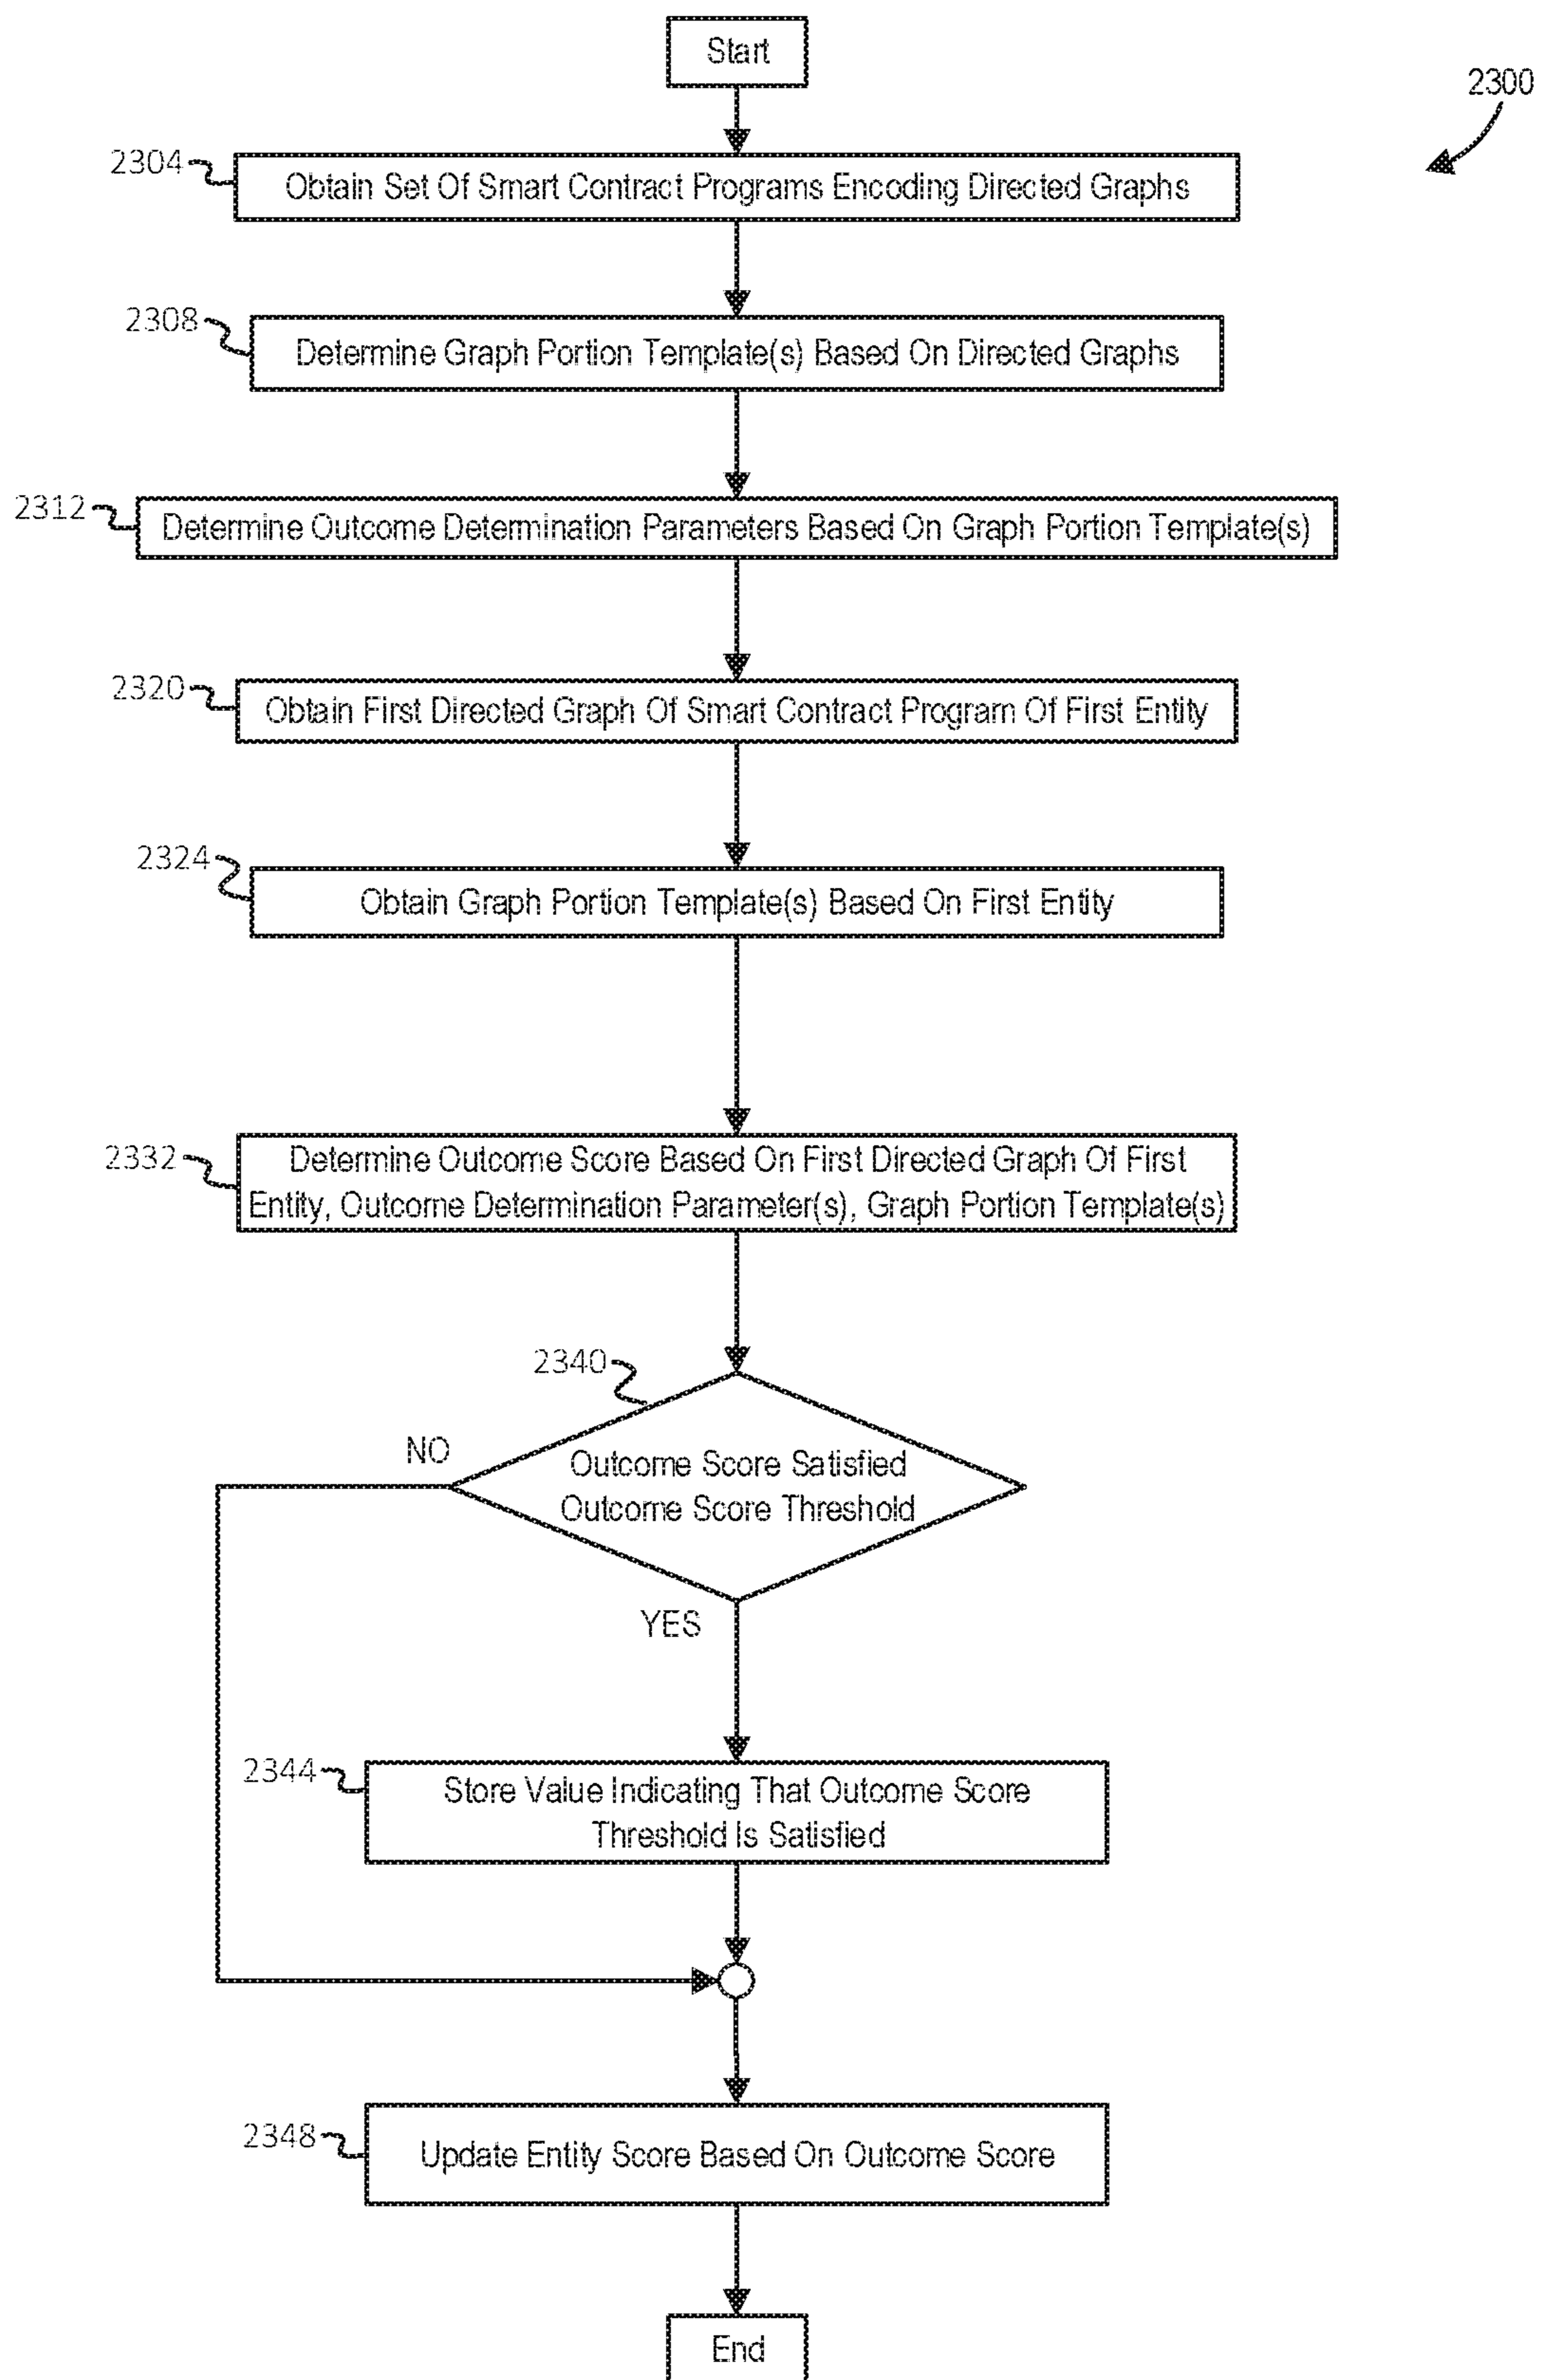 Start
2300
2304
Obtain Set Of Smart Contract Programs Encoding Directed Graphs
2308
Determine Graph Portion Template(s) Based On Directed Graphs
2312
Determine Outcome Determination Parameters Based On Graph Portion Template(s)
2320
Obtain First Directed Graph Of Smart Contract Program Of First Entity
2324
Obtain Graph Portion Template(s) Based On First Entity
2332
Determine Outcome Score Based On First Directed Graph Of First
Entity, Outcome Determination Parameter(s), Graph Portion Template(s)
2340
NO
Outcome Score Satisfied
Outcome Score Threshold
YES
2344
Store Value Indicating That Outcome Score
Threshold Is Satisfied
2348
Update Entity Score Based On Outcome Score
End